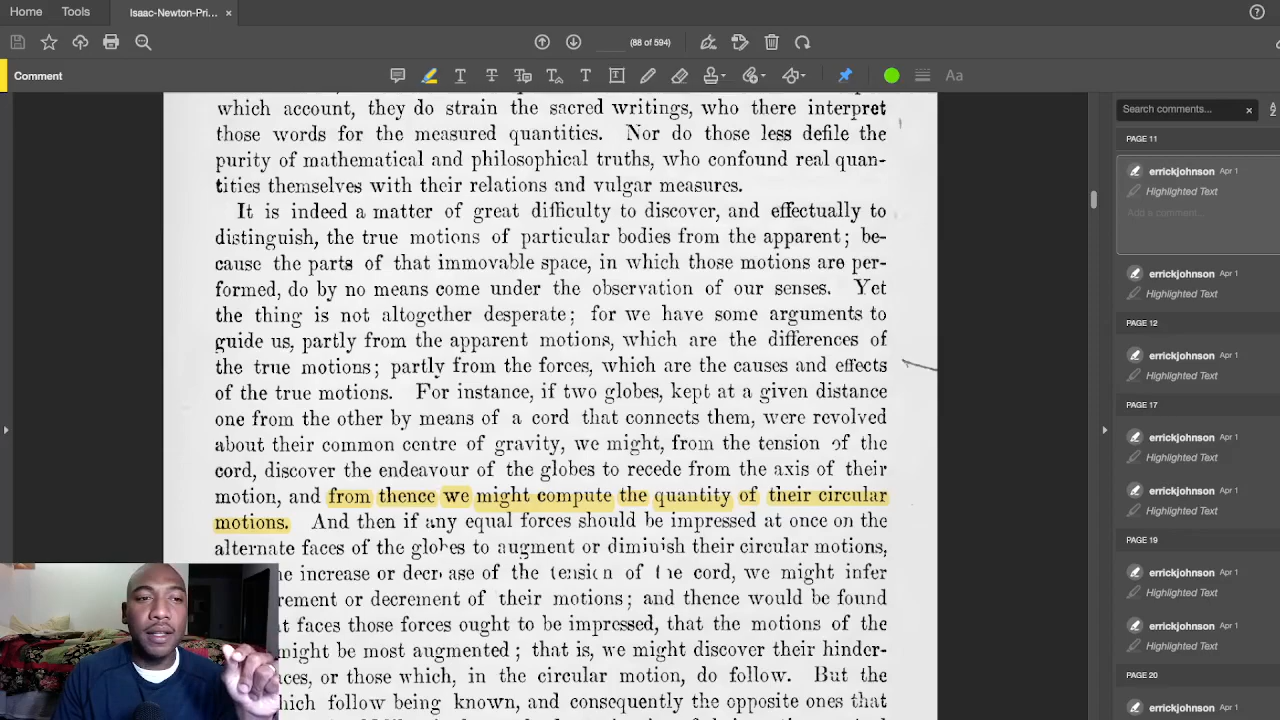 Home
Tools
Isaac-Newton-Pri...
(88 of 594)
Comment
Search comments...
PAGE 11
errickjohnson Apr 1
Highlighted Text
Add a comment...
errickjohnson Apr 1
Highlighted Text
PAGE 12
errickjohnson Apr 1
Highlighted Text
PAGE 17
errickjohnson Apr 1
Highlighted Text
errickjohnson Apr 1
Highlighted Text
PAGE 19
errickjohnson Apr 1
Highlighted Text
errickjohnson Apr 1
Highlighted Text
PAGE 20
errickjohnson Apr 1
which account, they do strain the sacred writings, who there interpret
those words for the measured quantities. Nor do those less defile the
purity of mathematical and philosophical truths, who confound real quan-
tities themselves with their relations and vulgar measures.
It is indeed a matter of great difficulty to discover, and effectually to
distinguish, the true motions of particular bodies from the apparent; be-
cause the parts of that immovable space, in which those motions are per-
formed, do by no means come under the observation of our senses. Yet
the thing is not altogether desperate; for we have some arguments to
guide us, partly from the apparent motions, which are the differences of
the true motions; partly from the forces, which are the causes and effects
of the true motions. For instance, if two globes, kept at a given distance
one from the other by means of a cord that connects them, were revolved
about their common centre of gravity, we might, from the tension of the
cord, discover the endeavour of the globes to recede from the axis of their
motion, and from thence we might compute the quantity of their circular
motions. And then if any equal forces should be impressed at once on the
alternate faces of the globes to augment or diminish their circular motions,
increase or decrease of the tension of the cord, we might infer
rement or decrement of their motions; and thence would be found
faces those forces ought to be impressed, that the motions of the
might be most augmented; that is, we might discover their hinder-
or those which, in the circular motion, do follow. But the
which follow being known, and consequently the opposite ones that